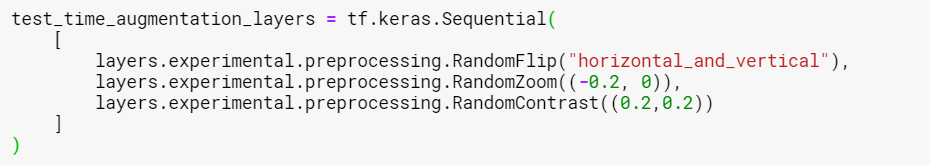 test_time_augmentation_layers = tf.keras.Sequential(
    [
        layers.experimental.preprocessing.RandomFlip("horizontal_and_vertical"),
        layers.experimental.preprocessing.RandomZoom((-0.2, 0)),
        layers.experimental.preprocessing.RandomContrast((0.2,0.2))
    ]
)